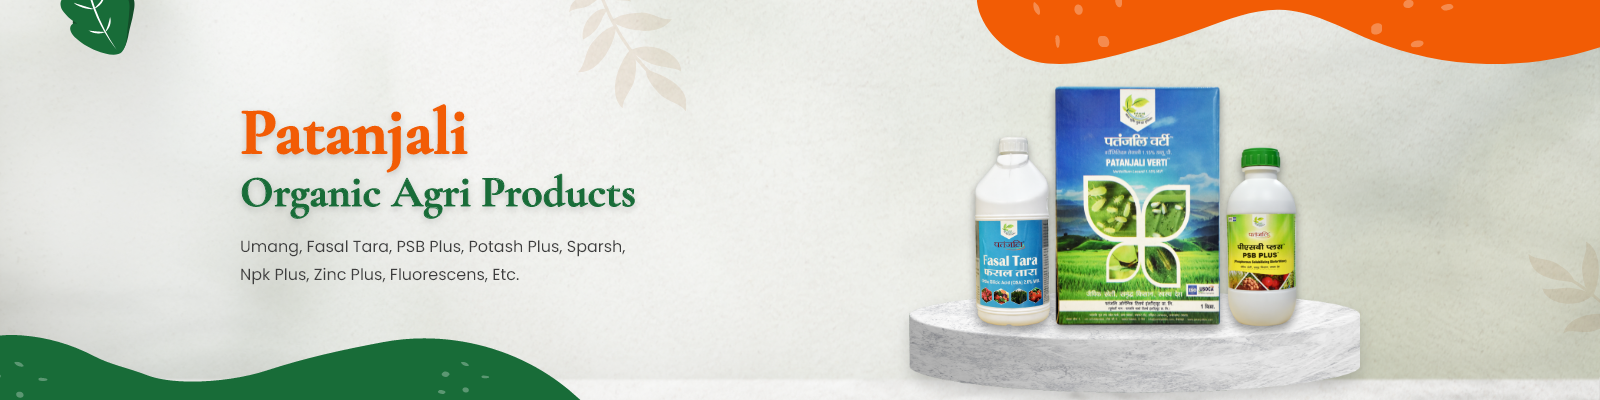 Patanjali
Organic Agri Products
Umang, Fasal Tara, PSB Plus, Potash Plus, Sparsh,
Npk Plus, Zinc Plus, Fluorescens, Etc.
पतंजलि
Fasal Tara
फसल तारा
पतंजलि वर्टी
PATANJALI VERTI
1 किग्रा.
पतंजलि
पीएसबी प्लस
PSB PLUS